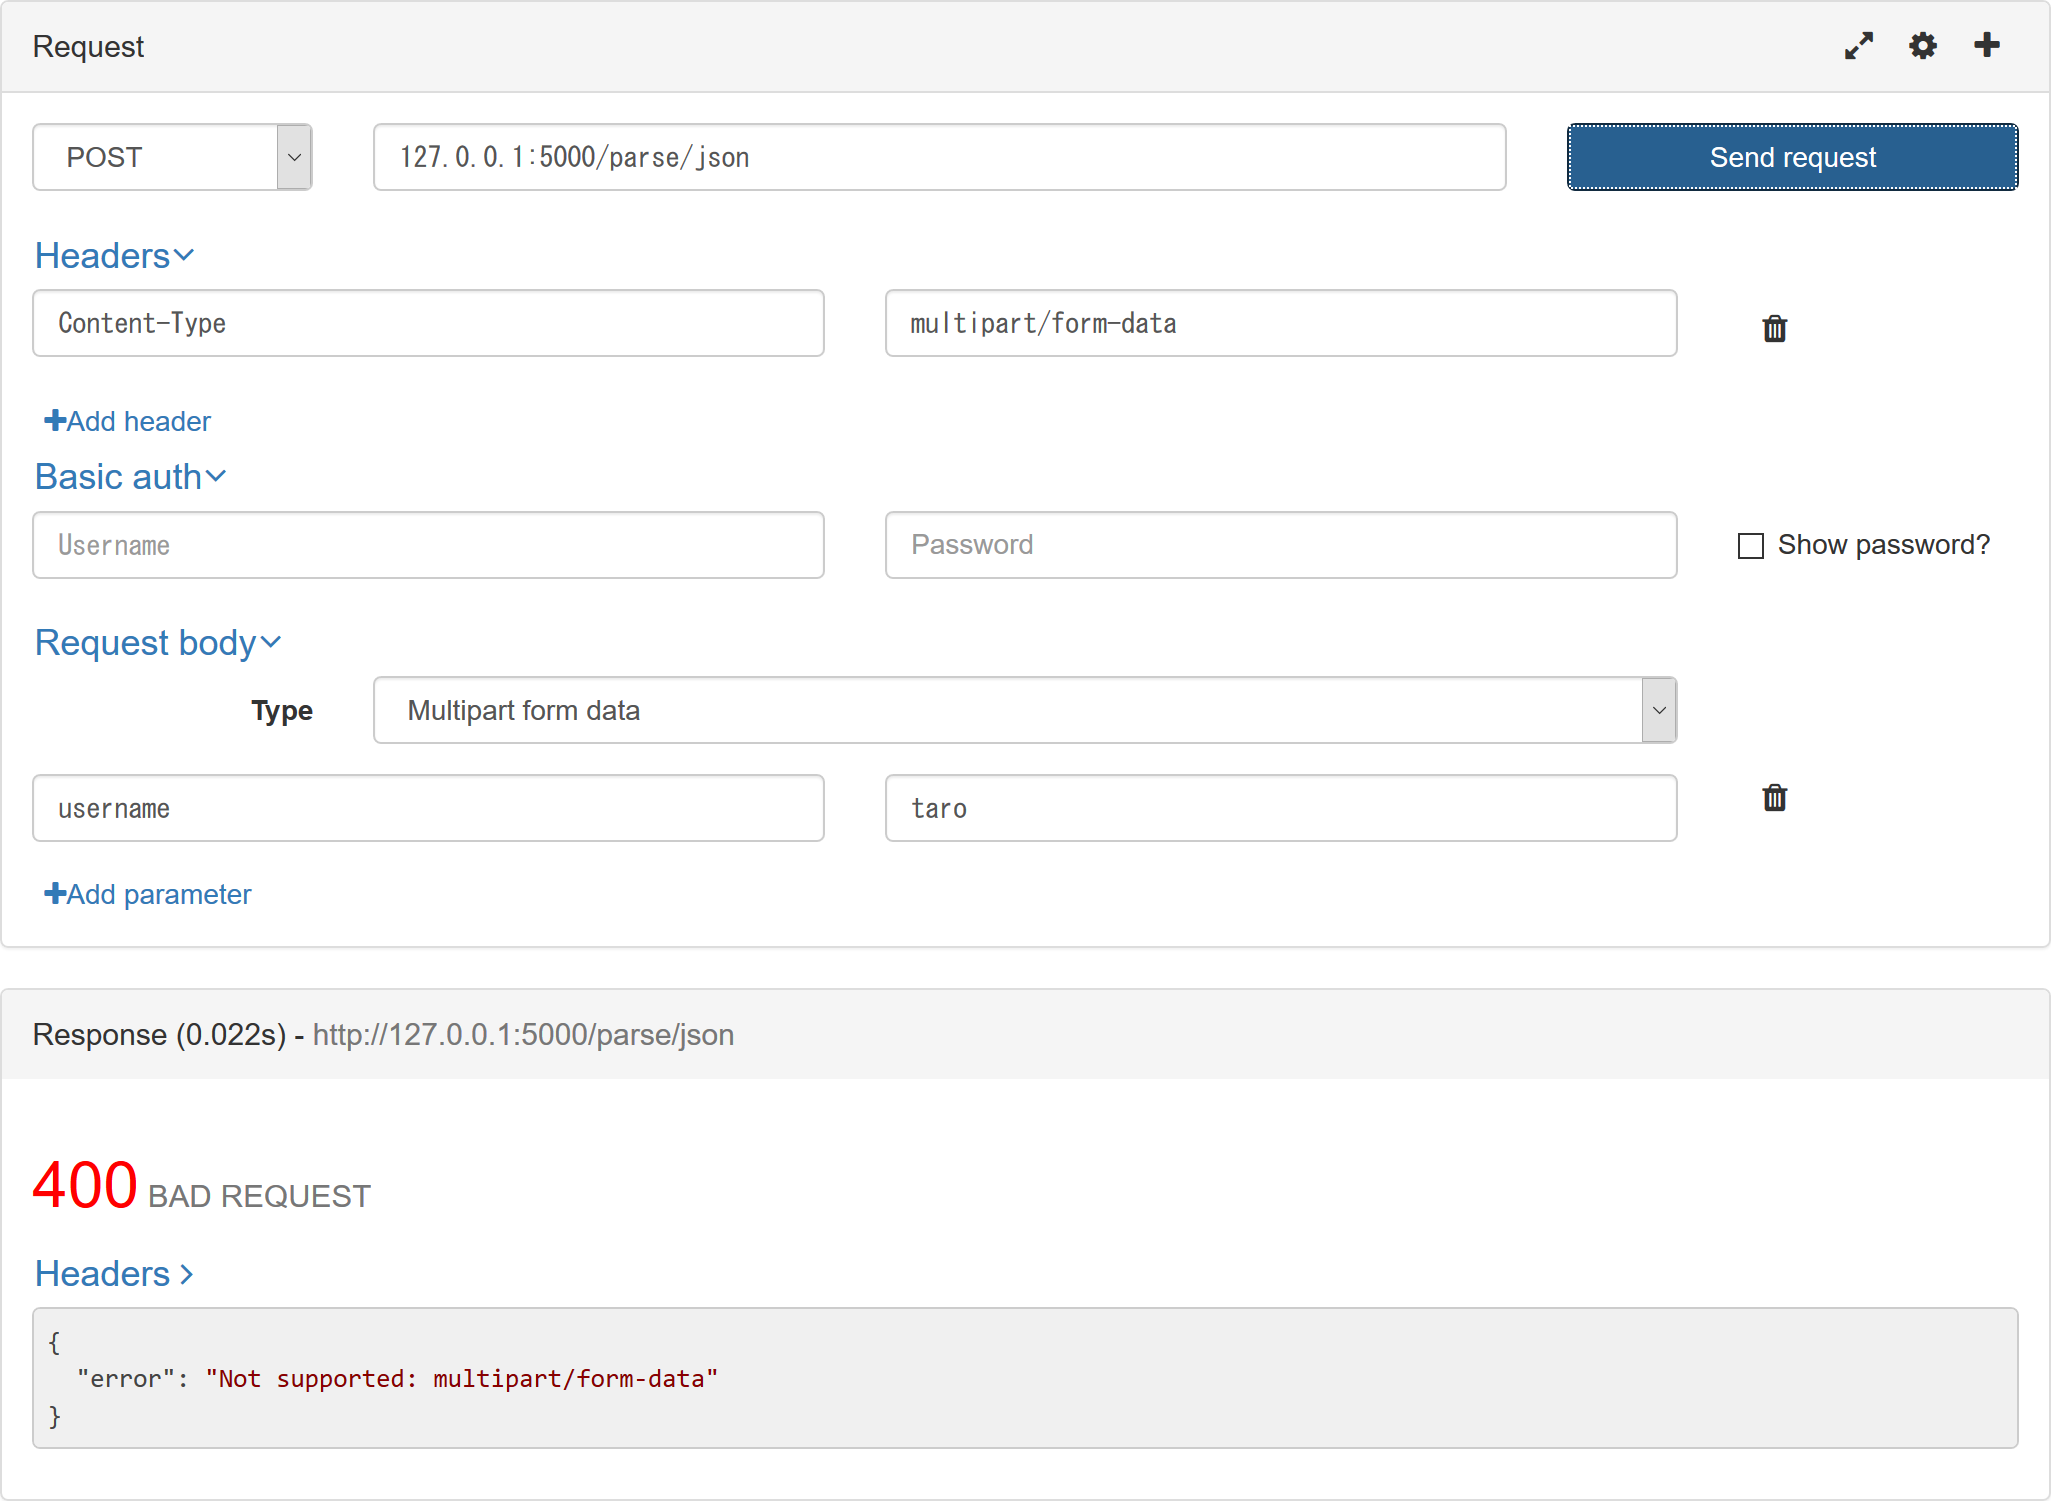 Request
POST 127.0.0.1:5000/parse/json Send request
Headers
Content-Type multipart/form-data
Add header
Basic auth
Username Password Show password?
Request body
Type Multipart form data
username taro
Add parameter
Response (0.022s) - http://127.0.0.1:5000/parse/json
400 BAD REQUEST
Headers
{
"error": "Not supported: multipart/form-data"
}